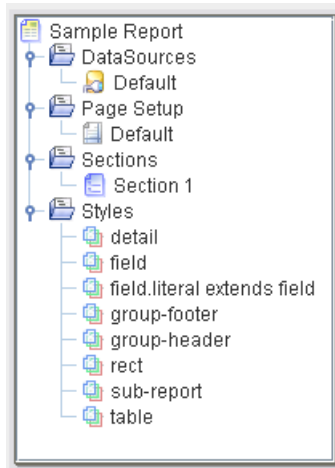 Sample Report
DataSources
Default
Page Setup
Default
Sections
Section 1
Styles
detail
field
field.literal extends field
group-footer
group-header
rect
sub-report
table